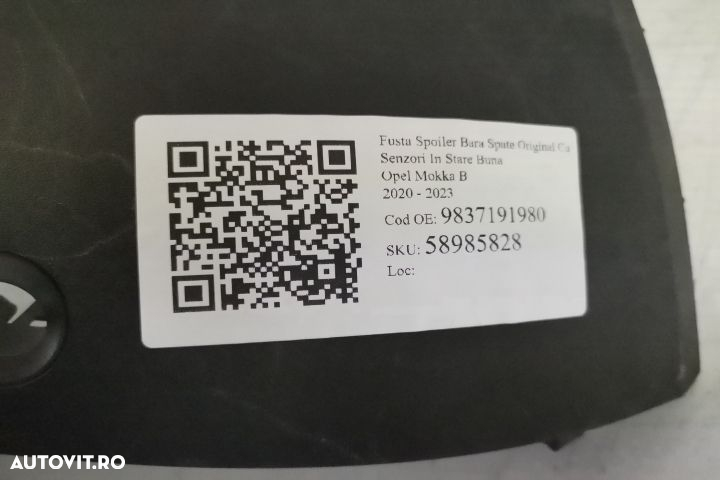 Fusta Spoiler Bara Spate Original Cu
Senzori In Stare Buna
Opel Mokka B
2020 - 2023
Cod OE: 9837191980
SKU: 58985828
Loc:
AUTOVIT.RO